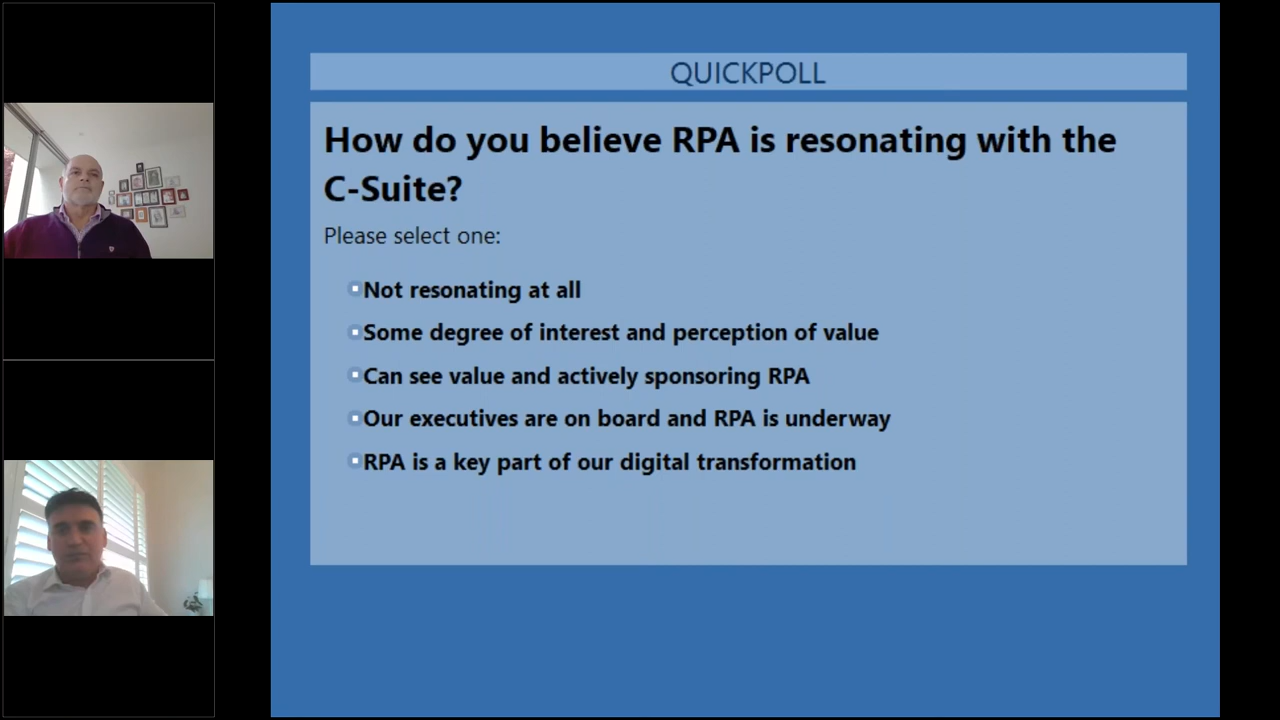 QUICKPOLL
How do you believe RPA is resonating with the
C-Suite?
Please select one:
Not resonating at all
Some degree of interest and perception of value
Can see value and actively sponsoring RPA
Our executives are on board and RPA is underway
RPA is a key part of our digital transformation